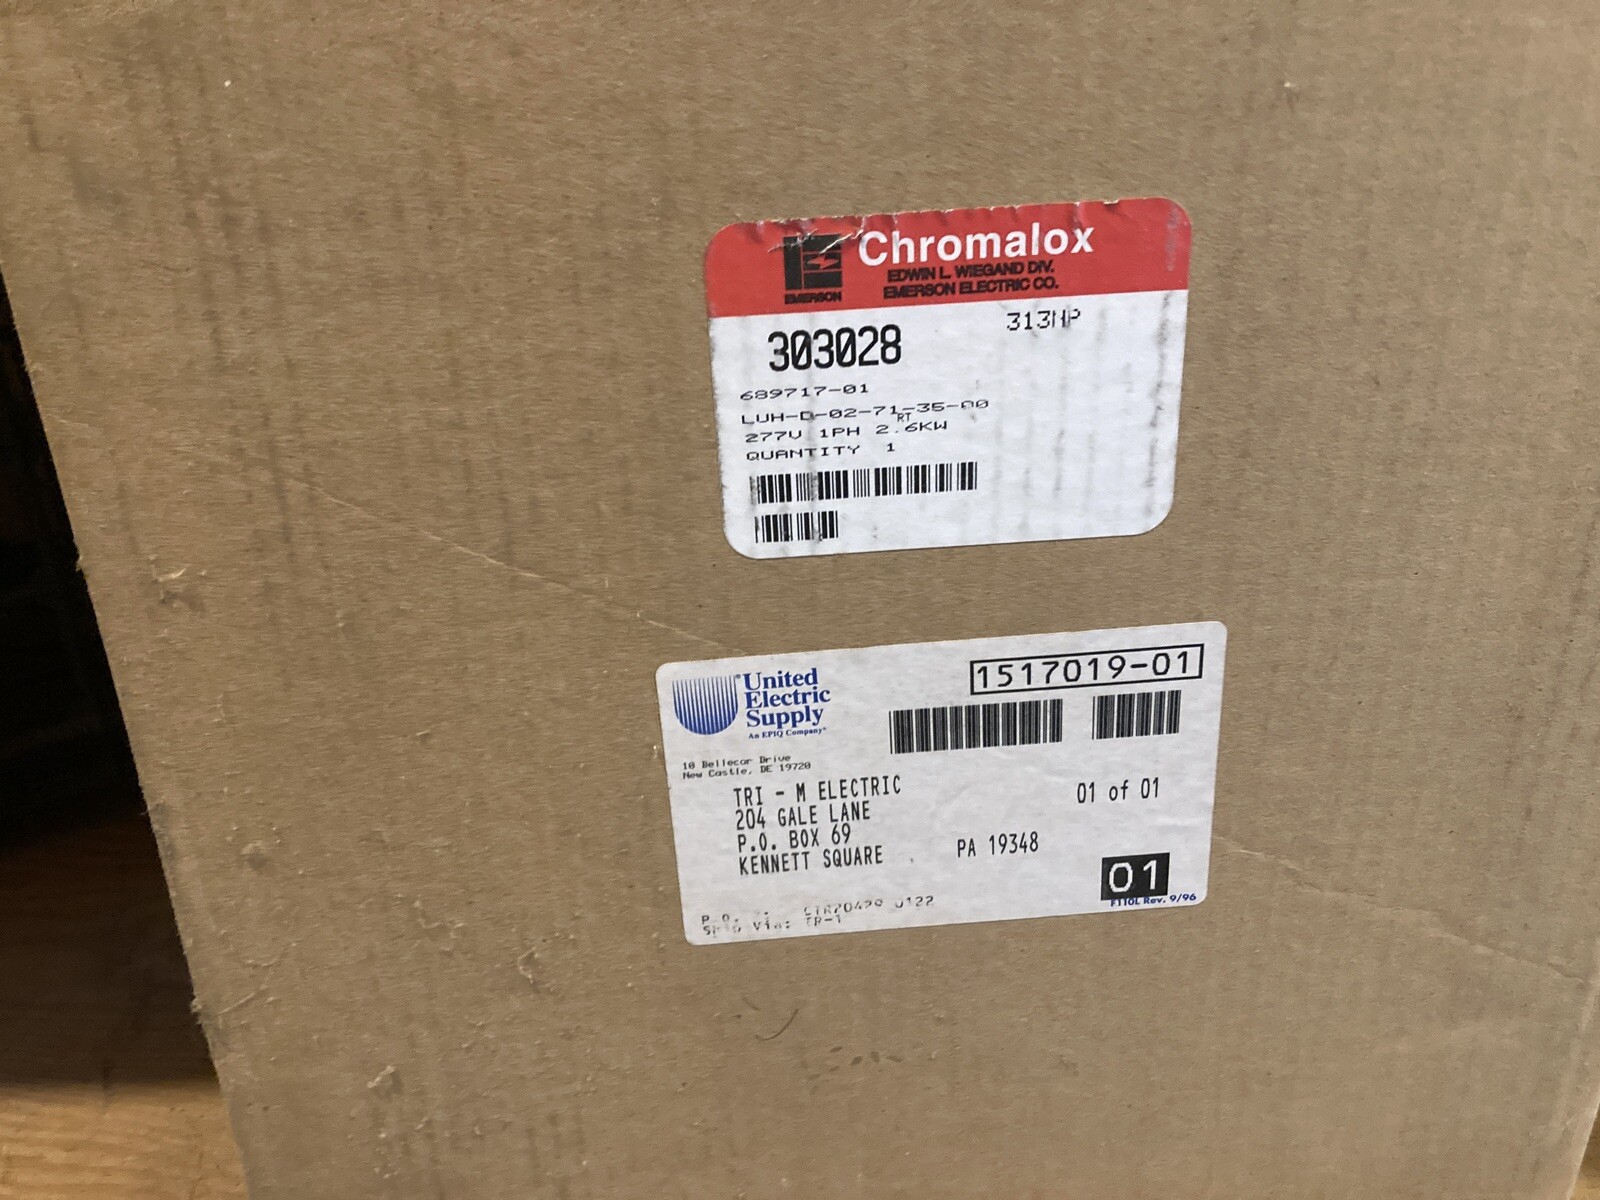 Chromalox
EDWIN L. WIEGAND DIV.
EMERSON ELECTRIC CO.
EMERSON
303028
689717-01
LUH-D-02-71-35-00
RT
277V 1PH 2.6KW
QUANTITY 1
United
Electric
Supply
An EPIQ Company
1517019-01
10 Bellecor Drive
New Castle, DE 19720
TRI - M ELECTRIC
204 GALE LANE
P.O. BOX 69
KENNETT SQUARE PA 19348
01 of 01
01
F110L Rev. 9/96
Via: TR-1